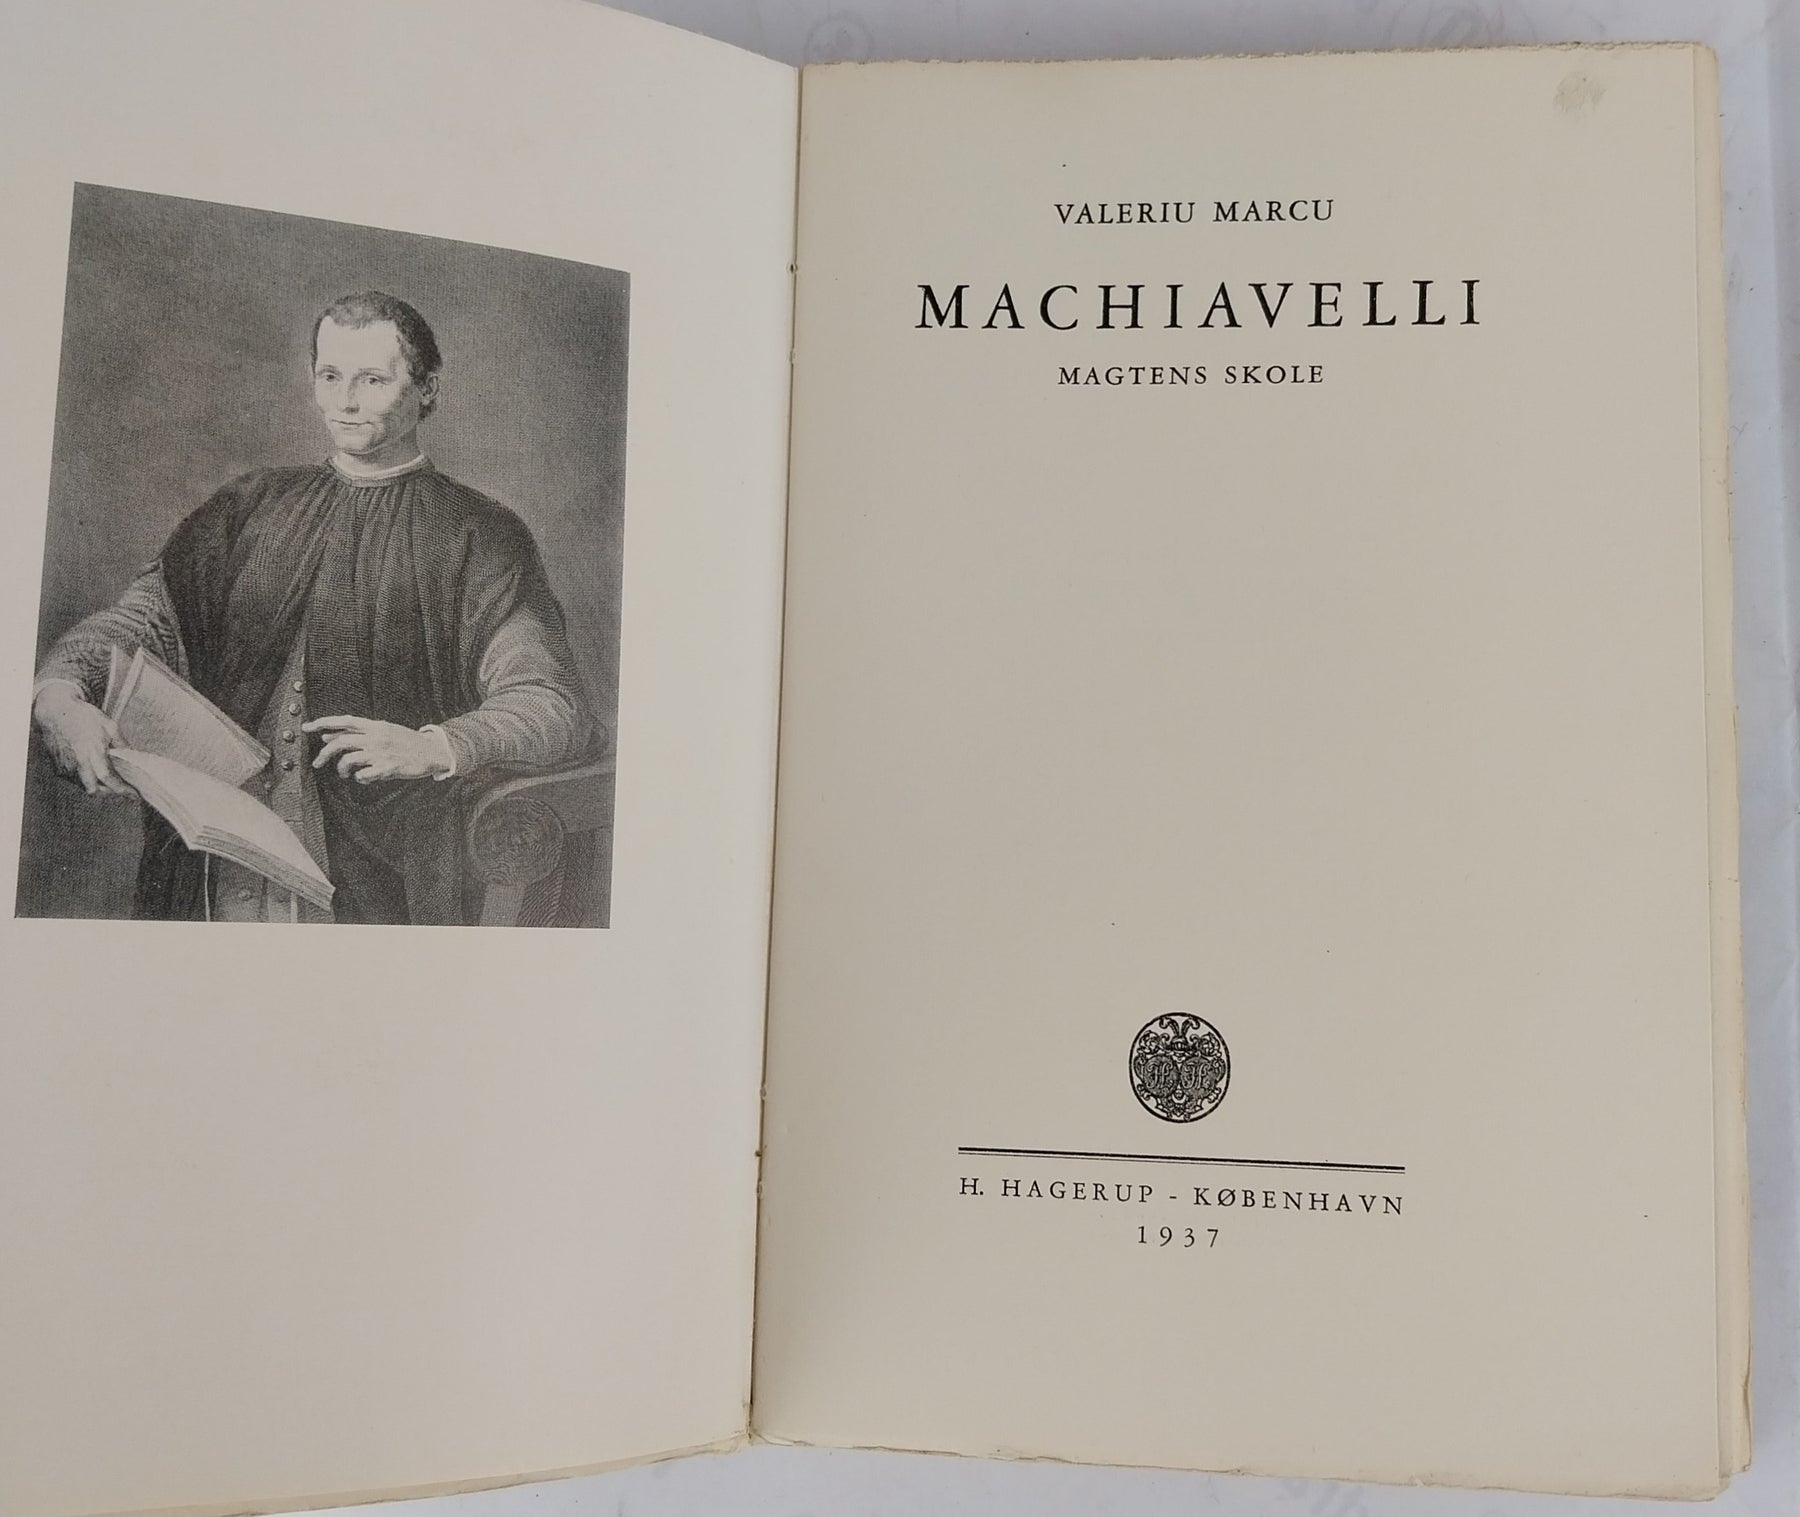 VALERIU MARCU
MACHIAVELLI
MAGTENS SKOLE
H H
H. HAGERUP - KØBENHAVN
1937